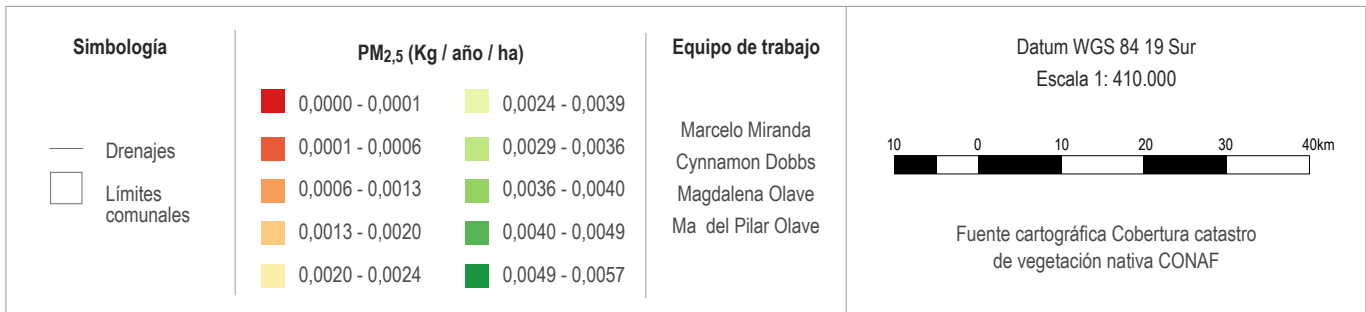 Simbología
Drenajes
Límites
comunales
PM2,5 (Kg / año / ha)
0,0000 - 0,0001
0,0001 - 0,0006
0,0006 - 0,0013
0,0013 - 0,0020
0,0020 - 0,0024
0,0024 - 0,0039
0,0029 - 0,0036
0,0036 - 0,0040
0,0040 - 0,0049
0,0049 - 0,0057
Equipo de trabajo
Marcelo Miranda
Cynnamon Dobbs
Magdalena Olave
Ma del Pilar Olave
Datum WGS 84 19 Sur
Escala 1: 410.000
10 0 10 20 30 40km
Fuente cartográfica Cobertura catastro
de vegetación nativa CONAF